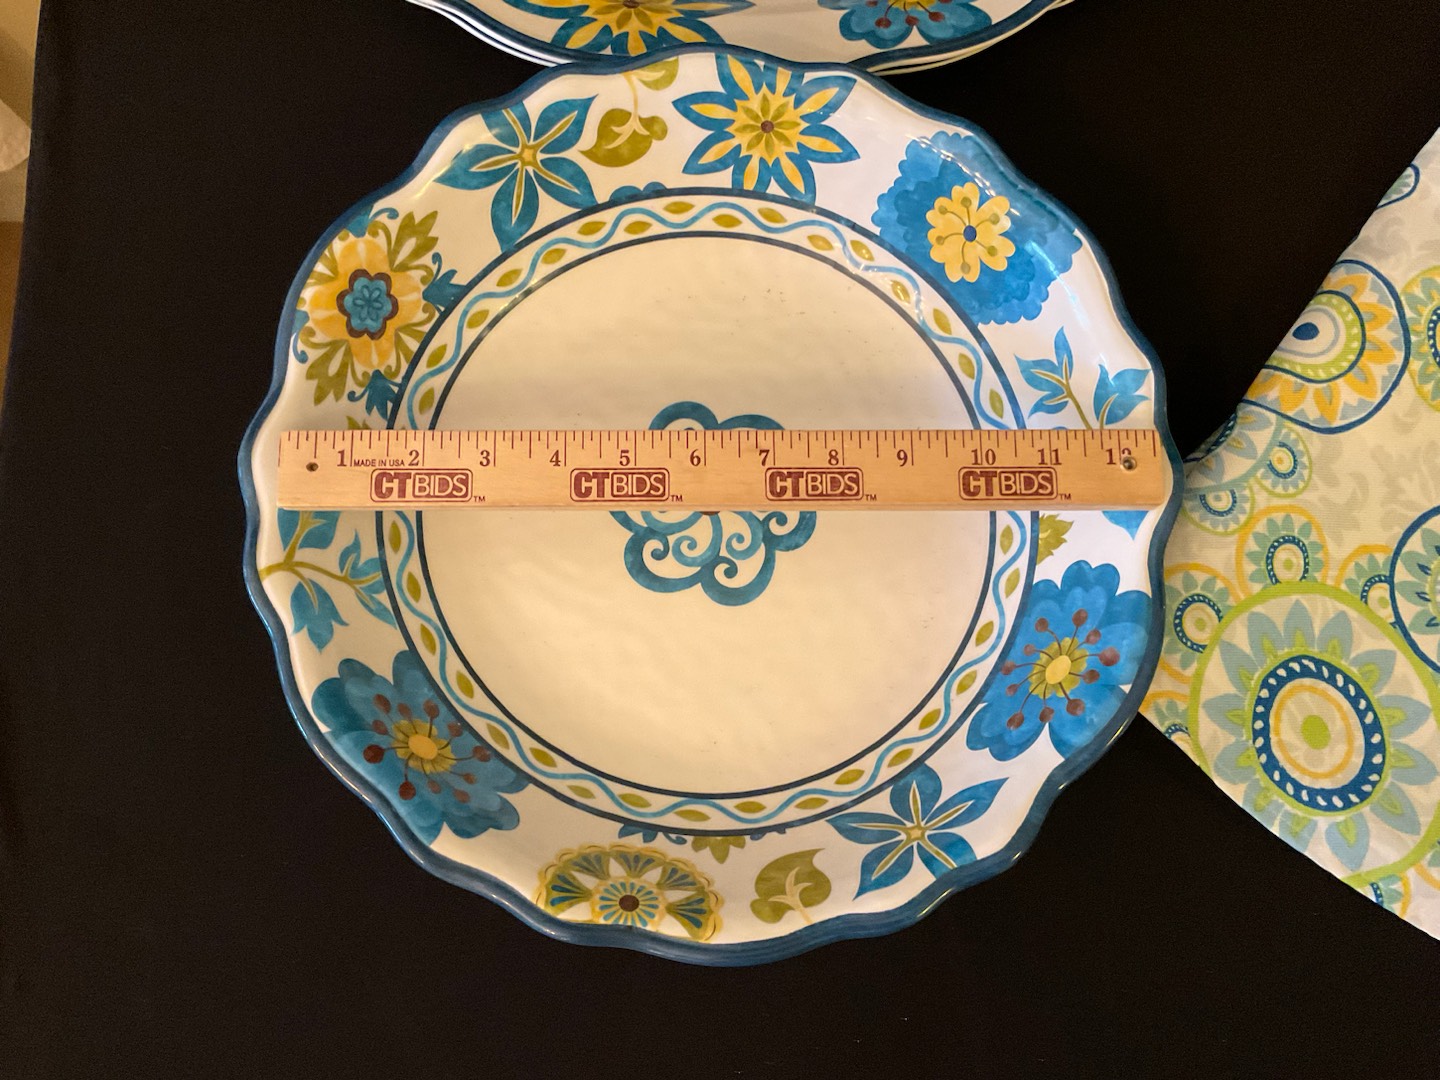 1 2 3 4 5 6 7 8 9 10 11 12
MADE IN USA
CTBIDS™ CTBIDS™ CTBIDS™ CTBIDS™